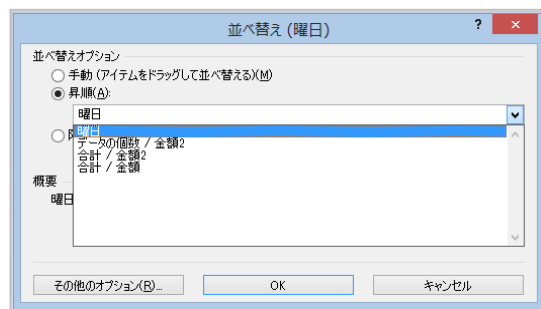 並べ替え (曜日)
?
×
並べ替えオプション
手動 (アイテムをドラッグして並べ替える)(M)
昇順(A):
曜日
曜日
データの個数 / 金額2
合計 / 金額2
合計 / 金額
概要
曜日
その他のオプション(R)...
OK
キャンセル